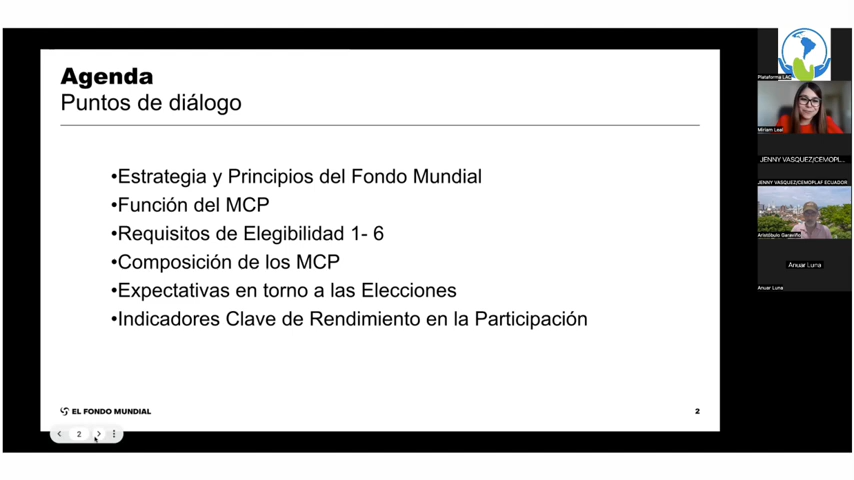 Agenda
Puntos de diálogo
•Estrategia y Principios del Fondo Mundial
•Función del MCP
•Requisitos de Elegibilidad 1- 6
•Composición de los MCP
•Expectativas en torno a las Elecciones
•Indicadores Clave de Rendimiento en la Participación
EL FONDO MUNDIAL
2
2
Plataforma LAC
Miriam Leal
JENNY VASQUEZ/CEMOPL...
JENNY VASQUEZ/CEMOPLAF ECUADOR
Aristóbulo Garaviño
Anuar Luna
Anuar Luna